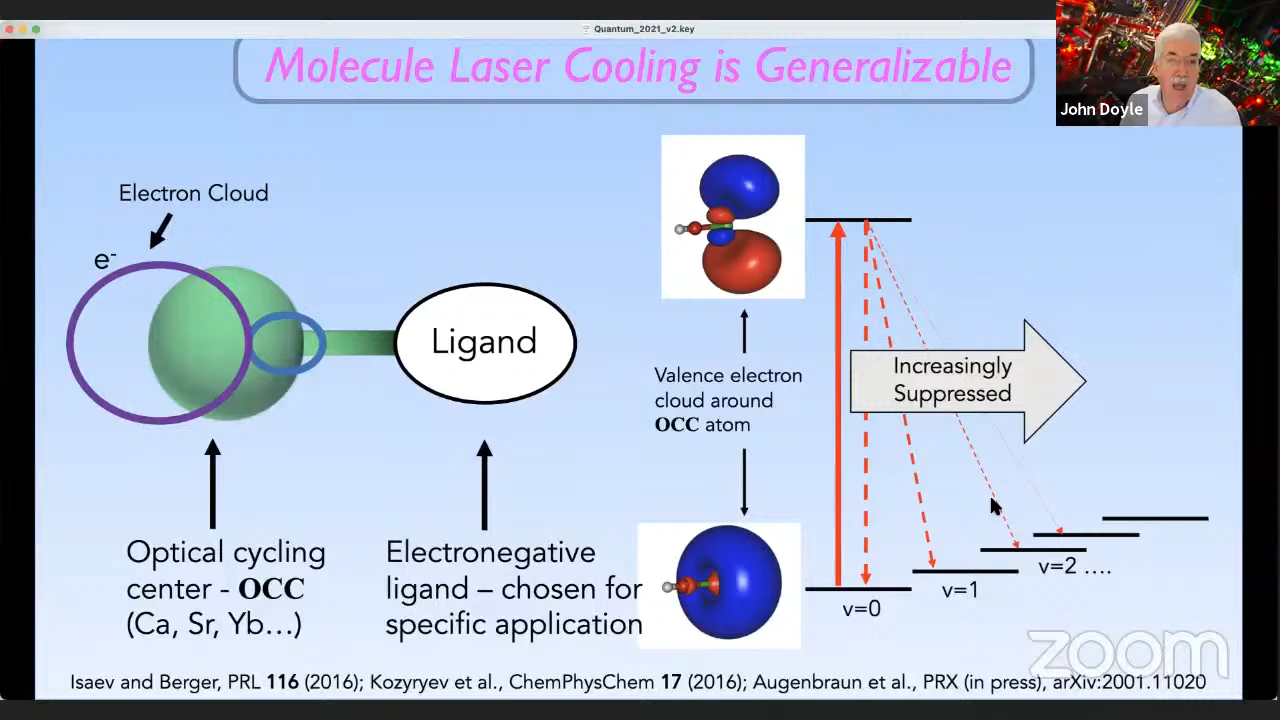 Quantum_2021_v2.key
Molecule Laser Cooling is Generalizable
John Doyle
Electron Cloud
e-
Ligand
Optical cycling
center - OCC
(Ca, Sr, Yb…)
Electronegative
ligand – chosen for
specific application
Valence electron
cloud around
OCC atom
Increasingly
Suppressed
v=0
v=1
v=2 ….
zoom
Isaev and Berger, PRL 116 (2016); Kozyryev et al., ChemPhysChem 17 (2016); Augenbraun et al., PRX (in press), arXiv:2001.11020